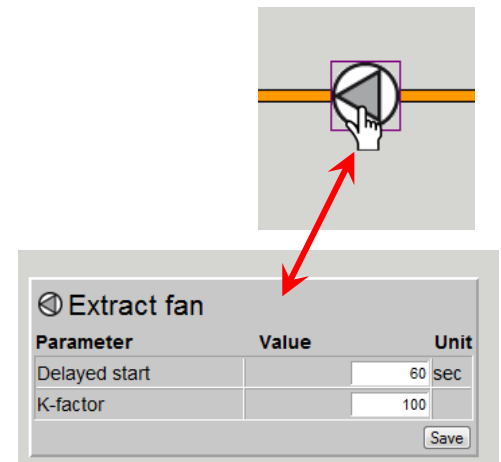 Extract fan
Parameter Value Unit
Delayed start 60 sec
K-factor 100
Save